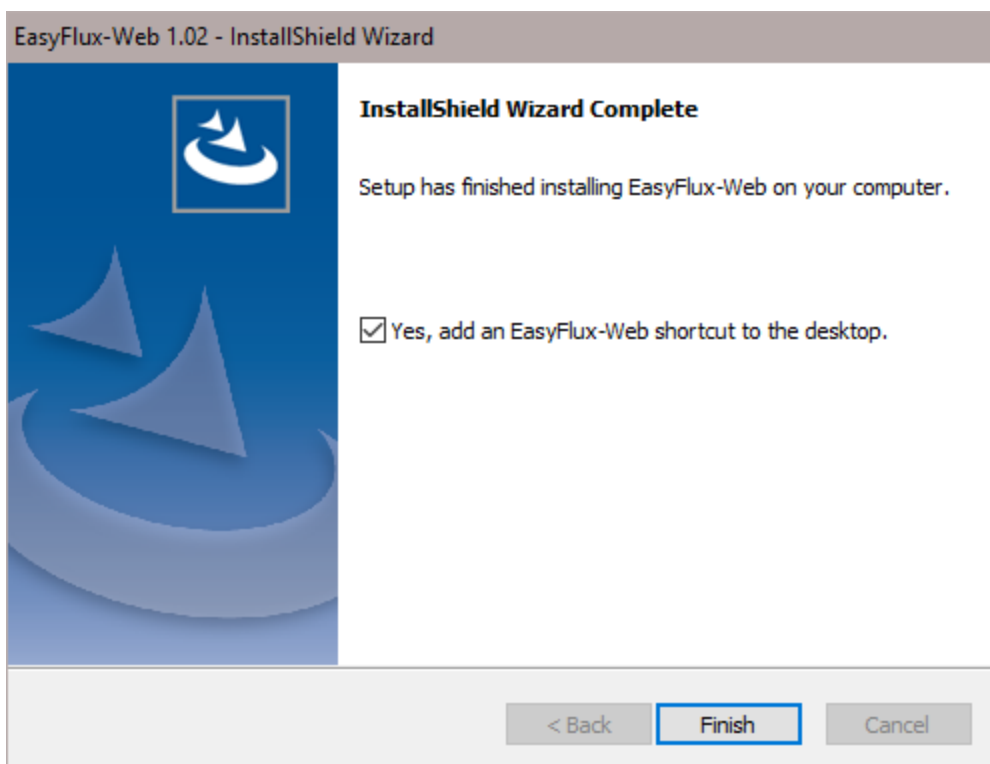 EasyFlux-Web 1.02 - InstallShield Wizard
InstallShield Wizard Complete
Setup has finished installing EasyFlux-Web on your computer.
Yes, add an EasyFlux-Web shortcut to the desktop.
< Back
Finish
Cancel